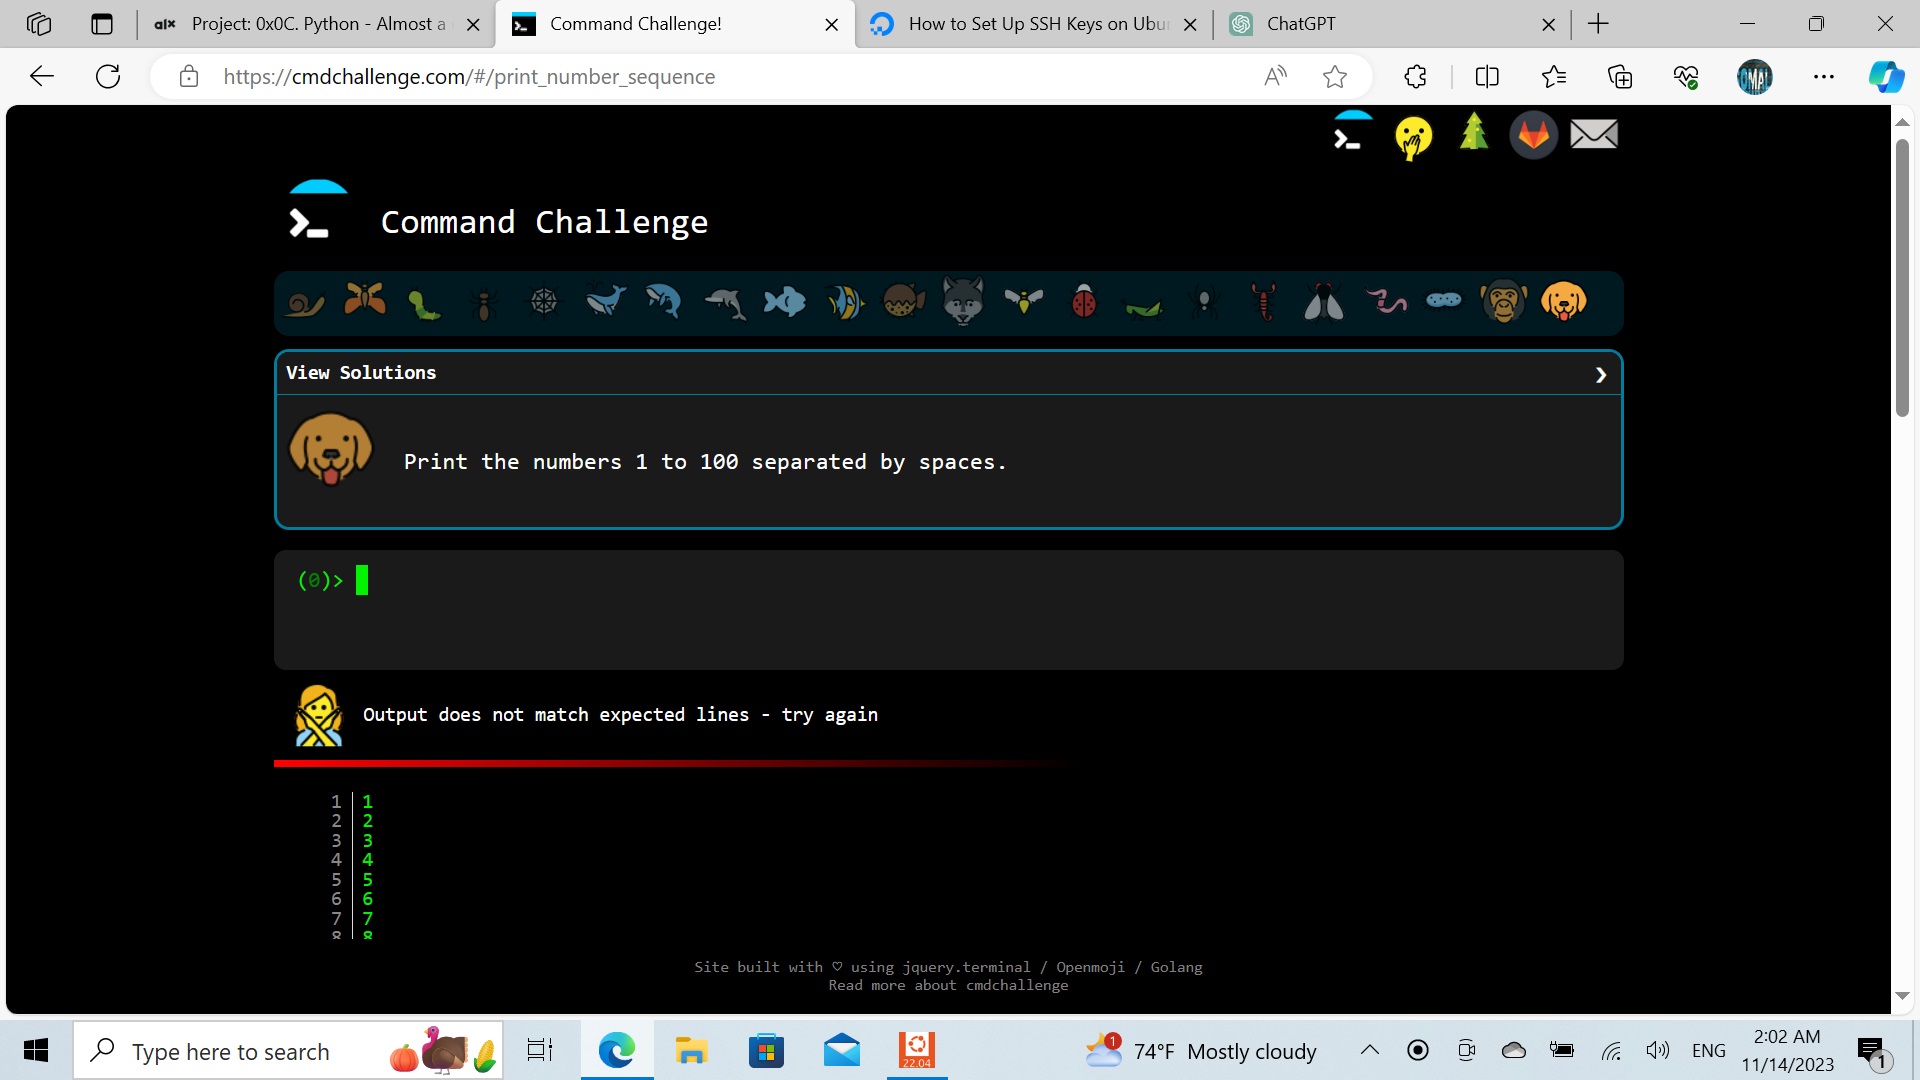 alx Project: 0x0C. Python - Almost a
Command Challenge!
How to Set Up SSH Keys on Ubu
ChatGPT
https://cmdchallenge.com/#/print_number_sequence
Command Challenge
View Solutions
Print the numbers 1 to 100 separated by spaces.
(0)>
Output does not match expected lines - try again
1 1
2 2
3 3
4 4
5 5
6 6
7 7
8 8
Site built with ♡ using jquery.terminal / Openmoji / Golang
Read more about cmdchallenge
Type here to search
22.04
1
74°F Mostly cloudy
ENG
2:02 AM
11/14/2023
1